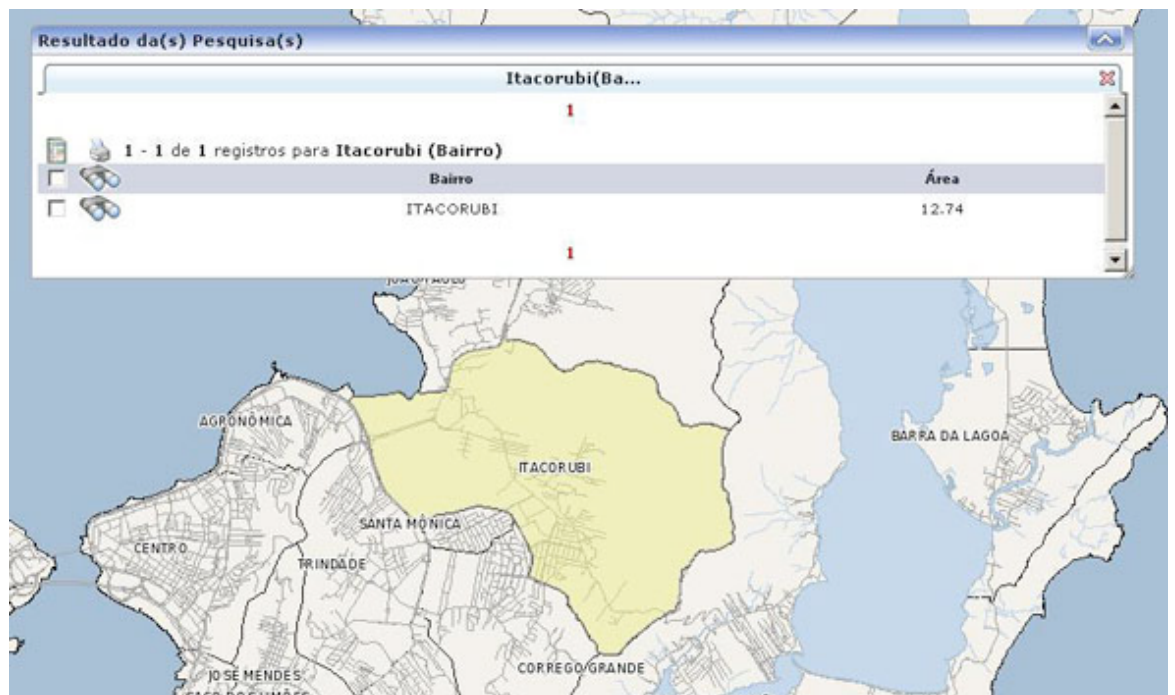 Resultado da(s) Pesquisa(s)
Itacorubi(Ba...
1
1 - 1 de 1 registros para Itacorubi (Bairro)
Bairro Área
ITACORUBI 12.74
1
AGRONÔMICA
BARRA DA LAGOA
ITACORUBI
SANTA MÔNICA
CENTRO
TRINDADE
CORREGO GRANDE
JOSE MENDES